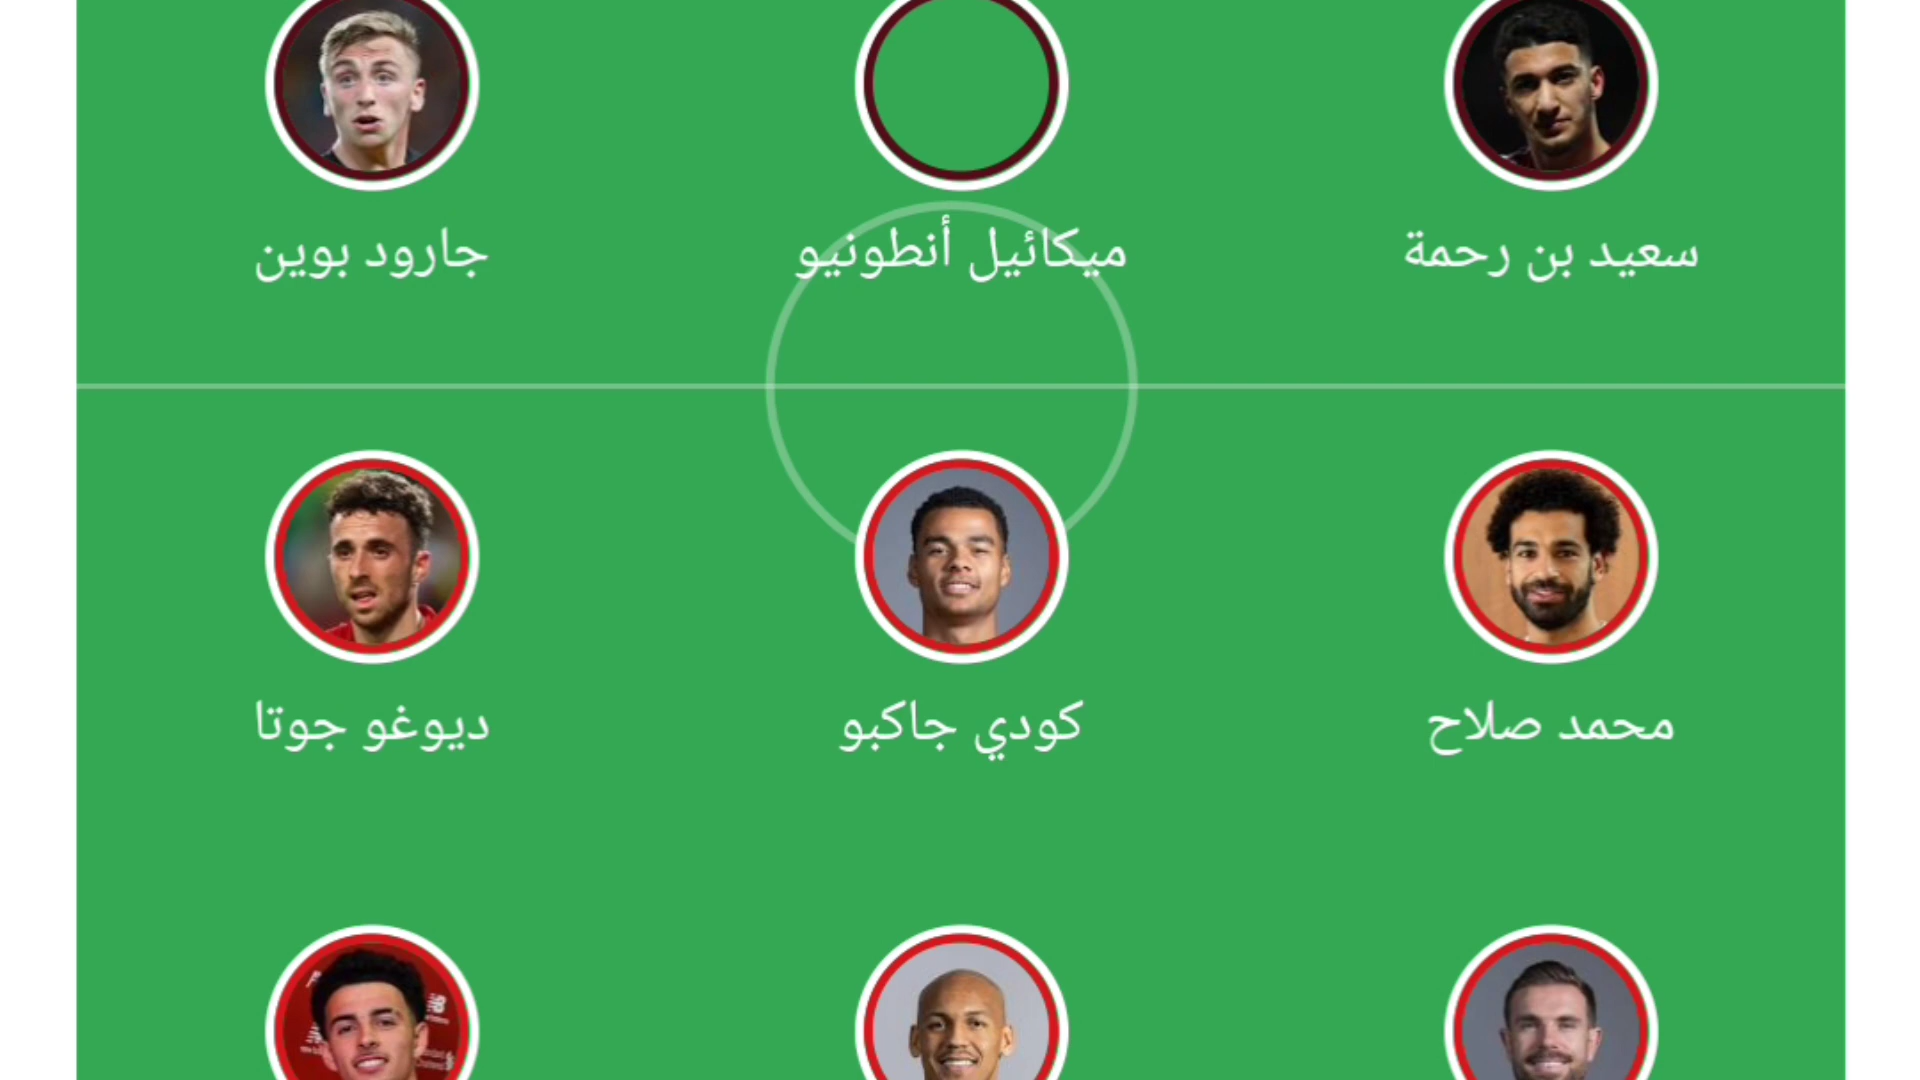 سعيد بن رحمة
ميكائيل أنطونيو
جارود بوين
محمد صلاح
كودي جاكبو
ديوغو جوتا